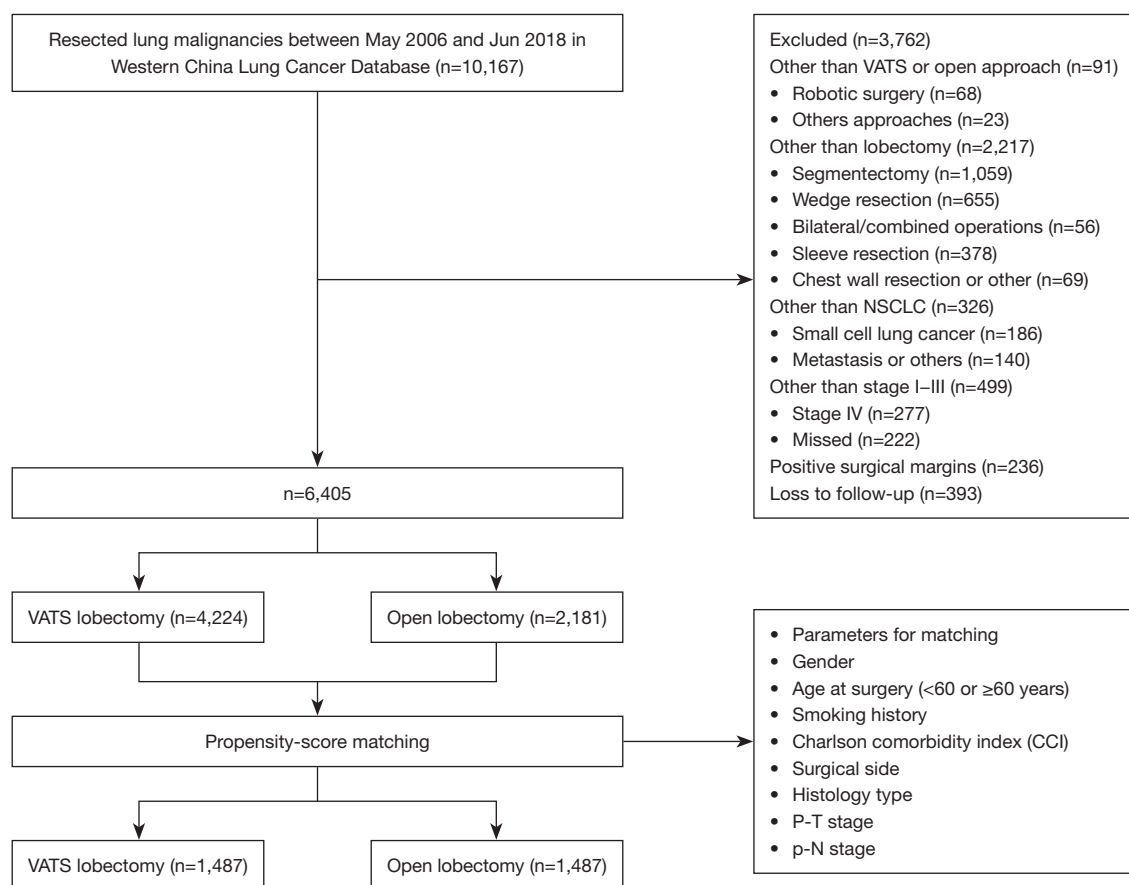 Resected lung malignancies between May 2006 and Jun 2018 in
Western China Lung Cancer Database (n=10,167)
Excluded (n=3,762)
Other than VATS or open approach (n=91)
• Robotic surgery (n=68)
• Others approaches (n=23)
Other than lobectomy (n=2,217)
• Segmentectomy (n=1,059)
• Wedge resection (n=655)
• Bilateral/combined operations (n=56)
• Sleeve resection (n=378)
• Chest wall resection or other (n=69)
Other than NSCLC (n=326)
• Small cell lung cancer (n=186)
• Metastasis or others (n=140)
Other than stage I–III (n=499)
• Stage IV (n=277)
• Missed (n=222)
Positive surgical margins (n=236)
Loss to follow-up (n=393)
n=6,405
VATS lobectomy (n=4,224)
Open lobectomy (n=2,181)
Propensity-score matching
• Parameters for matching
• Gender
• Age at surgery (<60 or ≥60 years)
• Smoking history
• Charlson comorbidity index (CCI)
• Surgical side
• Histology type
• P-T stage
• p-N stage
VATS lobectomy (n=1,487)
Open lobectomy (n=1,487)